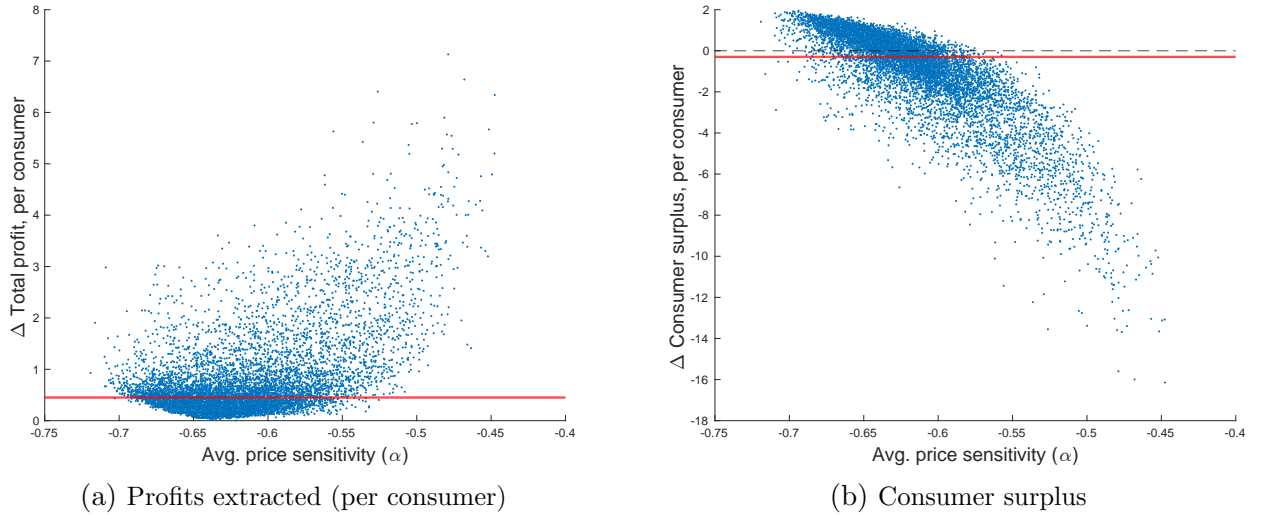 8
7
6
5
4
3
2
1
0
Δ Total profit, per consumer
-0.75 -0.7 -0.65 -0.6 -0.55 -0.5 -0.45 -0.4
Avg. price sensitivity (α)
(a) Profits extracted (per consumer)
2
0
-2
-4
-6
-8
-10
-12
-14
-16
-18
Δ Consumer surplus, per consumer
-0.75 -0.7 -0.65 -0.6 -0.55 -0.5 -0.45 -0.4
Avg. price sensitivity (α)
(b) Consumer surplus